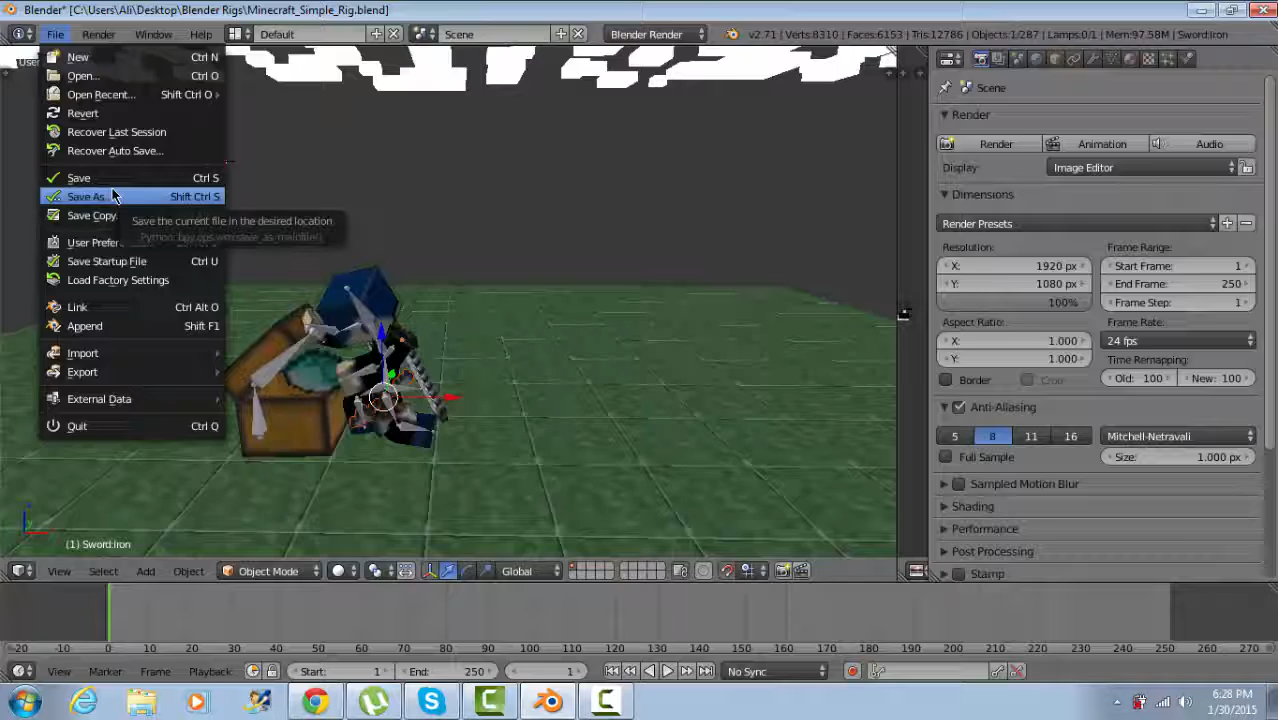 Blender* [C:\Users\Ali\Desktop\Blender Rigs\Minecraft_Simple_Rig.blend]
File Render Window Help Default Scene Blender Render v2.71 | Verts:8310 | Faces:6153 | Tris:12786 | Objects:1/287 | Lamps:0/1 | Mem:97.58M | Sword:Iron
New Ctrl N
Open... Ctrl O
Open Recent... Shift Ctrl O
Revert
Recover Last Session
Recover Auto Save...
Save Ctrl S
Save As Shift Ctrl S
Save Copy
Save the current file in the desired location
Python: bpy.ops.wm.save_as_mainfile()
User Prefer
Save Startup File Ctrl U
Load Factory Settings
Link Ctrl Alt O
Append Shift F1
Import
Export
External Data
Quit Ctrl Q
(1) Sword:Iron
View Select Add Object Object Mode Global
Scene
Render
Render Animation Audio
Display: Image Editor
Dimensions
Render Presets
Resolution: Frame Range:
X: 1920 px Start Frame: 1
Y: 1080 px End Frame: 250
100% Frame Step: 1
Aspect Ratio: Frame Rate:
X: 1.000 24 fps
Y: 1.000 Time Remapping:
Border Crop Old: 100 New: 100
Anti-Aliasing
5 8 11 16 Mitchell-Netravali
Full Sample Size: 1.000 px
Sampled Motion Blur
Shading
Performance
Post Processing
Stamp
-20 -10 0 10 20 30 40 50 60 70 80 90 100 110 120 130 140 150 160 170 180 190 200 210 220 230 240 250 260 270
View Marker Frame Playback Start: 1 End: 250 1 No Sync
6:28 PM
1/30/2015